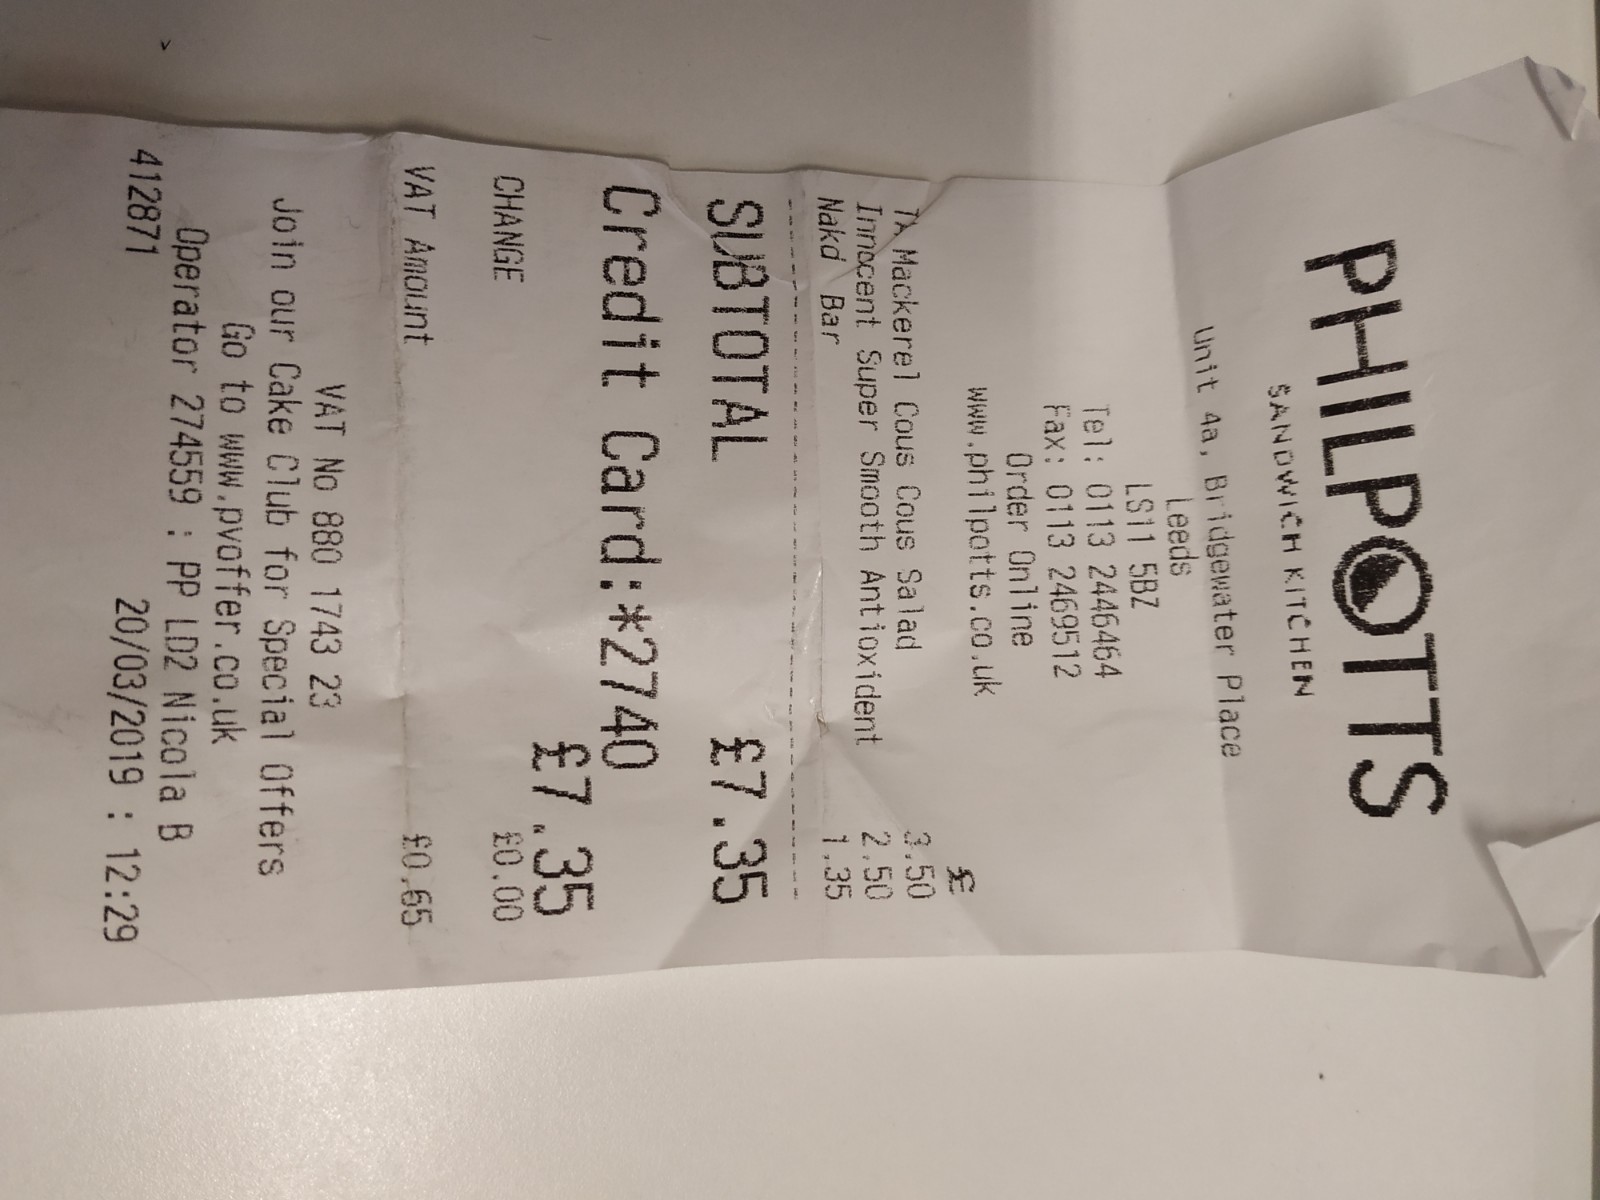 PHILPOTTS
SANDWICH KITCHEN
Unit 4a, Bridgewater Place
Leeds
LS11 5BZ
Tel: 0113 2446464
Fax: 0113 2469512
Order Online
www.philpotts.co.uk
£
TA Mackerel Cous Cous Salad 3.50
Innocent Super Smooth Antioxident 2.50
Nakd Bar 1.35
SUBTOTAL £7.35
Credit Card:*2740
£7.35
CHANGE £0.00
VAT Amount £0.65
VAT No 880 1743 23
Join our Cake Club for Special Offers
Go to www.pvoffer.co.uk
Operator 274559 : PP LD2 Nicola B
412871 20/03/2019 : 12:29